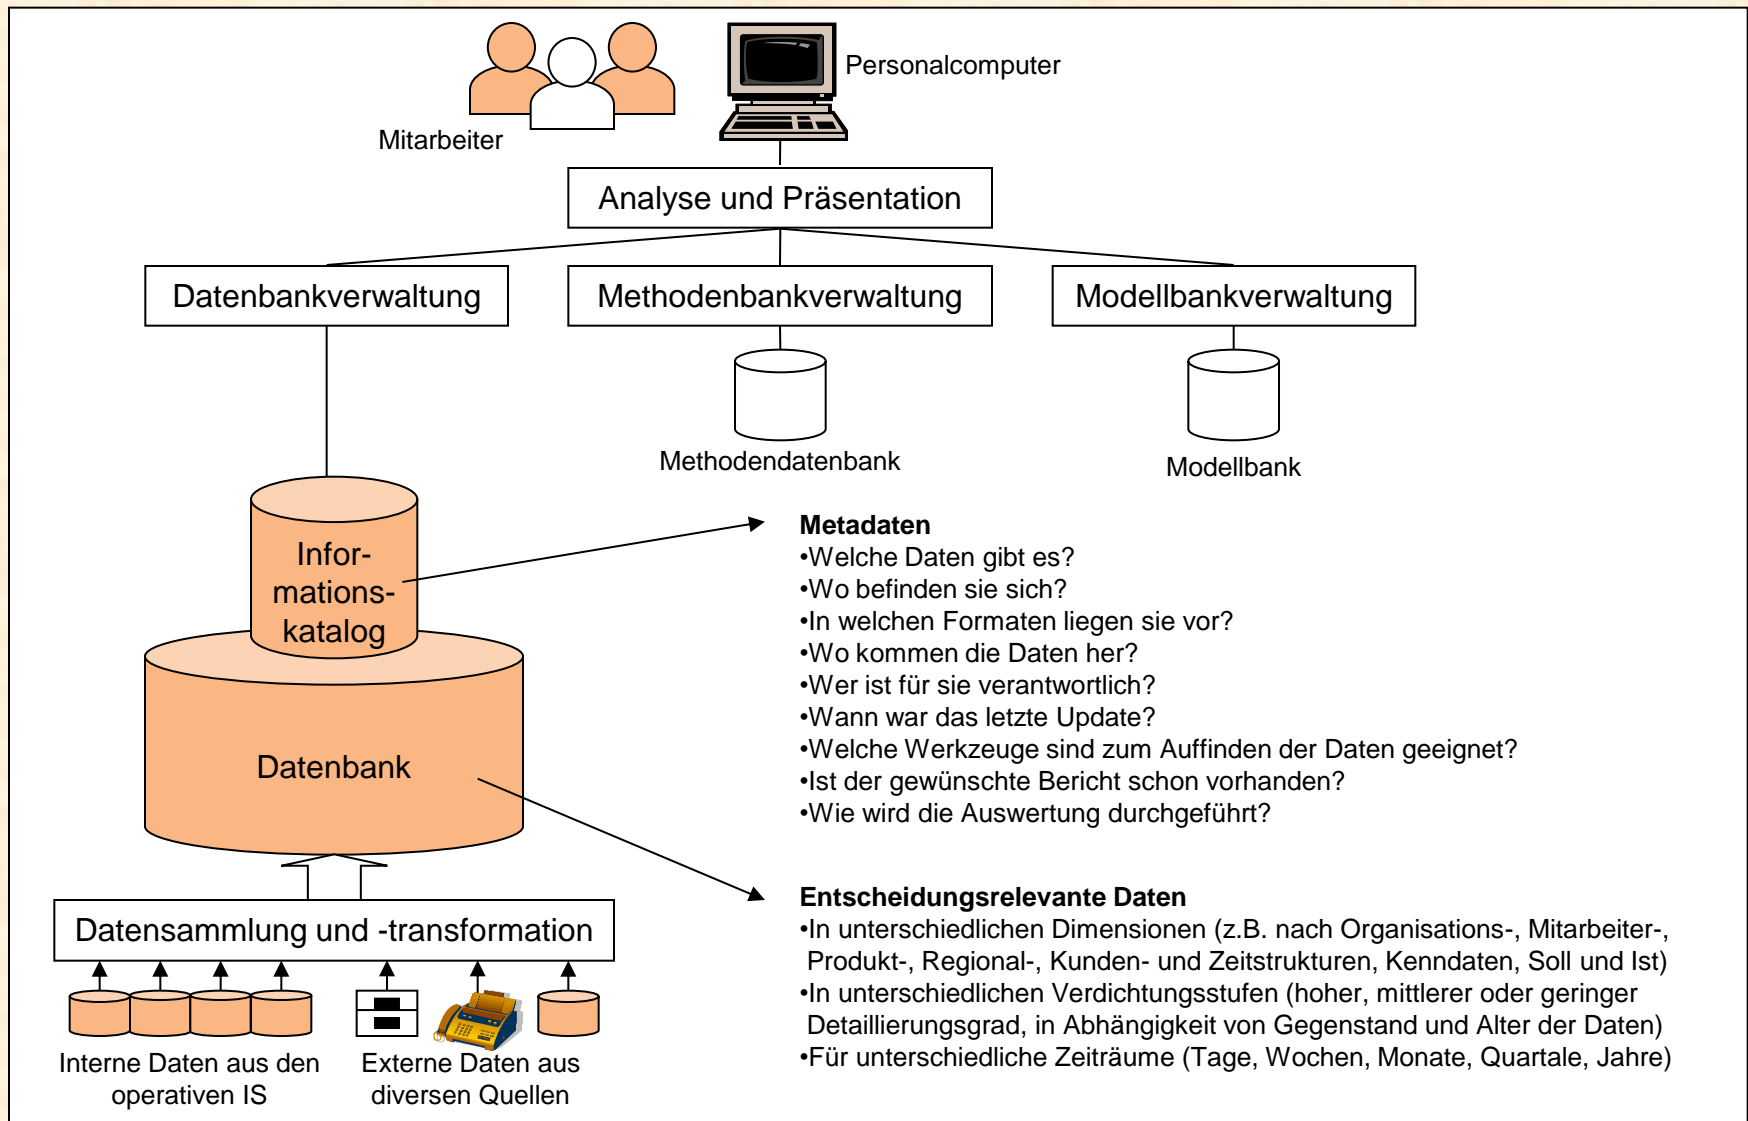 Personalcomputer
Mitarbeiter
Analyse und Präsentation
Datenbankverwaltung
Methodenbankverwaltung
Modellbankverwaltung
Methodendatenbank
Modellbank
Infor-
mations-
katalog
Datenbank
Metadaten
•Welche Daten gibt es?
•Wo befinden sie sich?
•In welchen Formaten liegen sie vor?
•Wo kommen die Daten her?
•Wer ist für sie verantwortlich?
•Wann war das letzte Update?
•Welche Werkzeuge sind zum Auffinden der Daten geeignet?
•Ist der gewünschte Bericht schon vorhanden?
•Wie wird die Auswertung durchgeführt?
Entscheidungsrelevante Daten
•In unterschiedlichen Dimensionen (z.B. nach Organisations-, Mitarbeiter-,
Produkt-, Regional-, Kunden- und Zeitstrukturen, Kenndaten, Soll und Ist)
•In unterschiedlichen Verdichtungsstufen (hoher, mittlerer oder geringer
Detaillierungsgrad, in Abhängigkeit von Gegenstand und Alter der Daten)
•Für unterschiedliche Zeiträume (Tage, Wochen, Monate, Quartale, Jahre)
Datensammlung und -transformation
Interne Daten aus den
operativen IS
Externe Daten aus
diversen Quellen